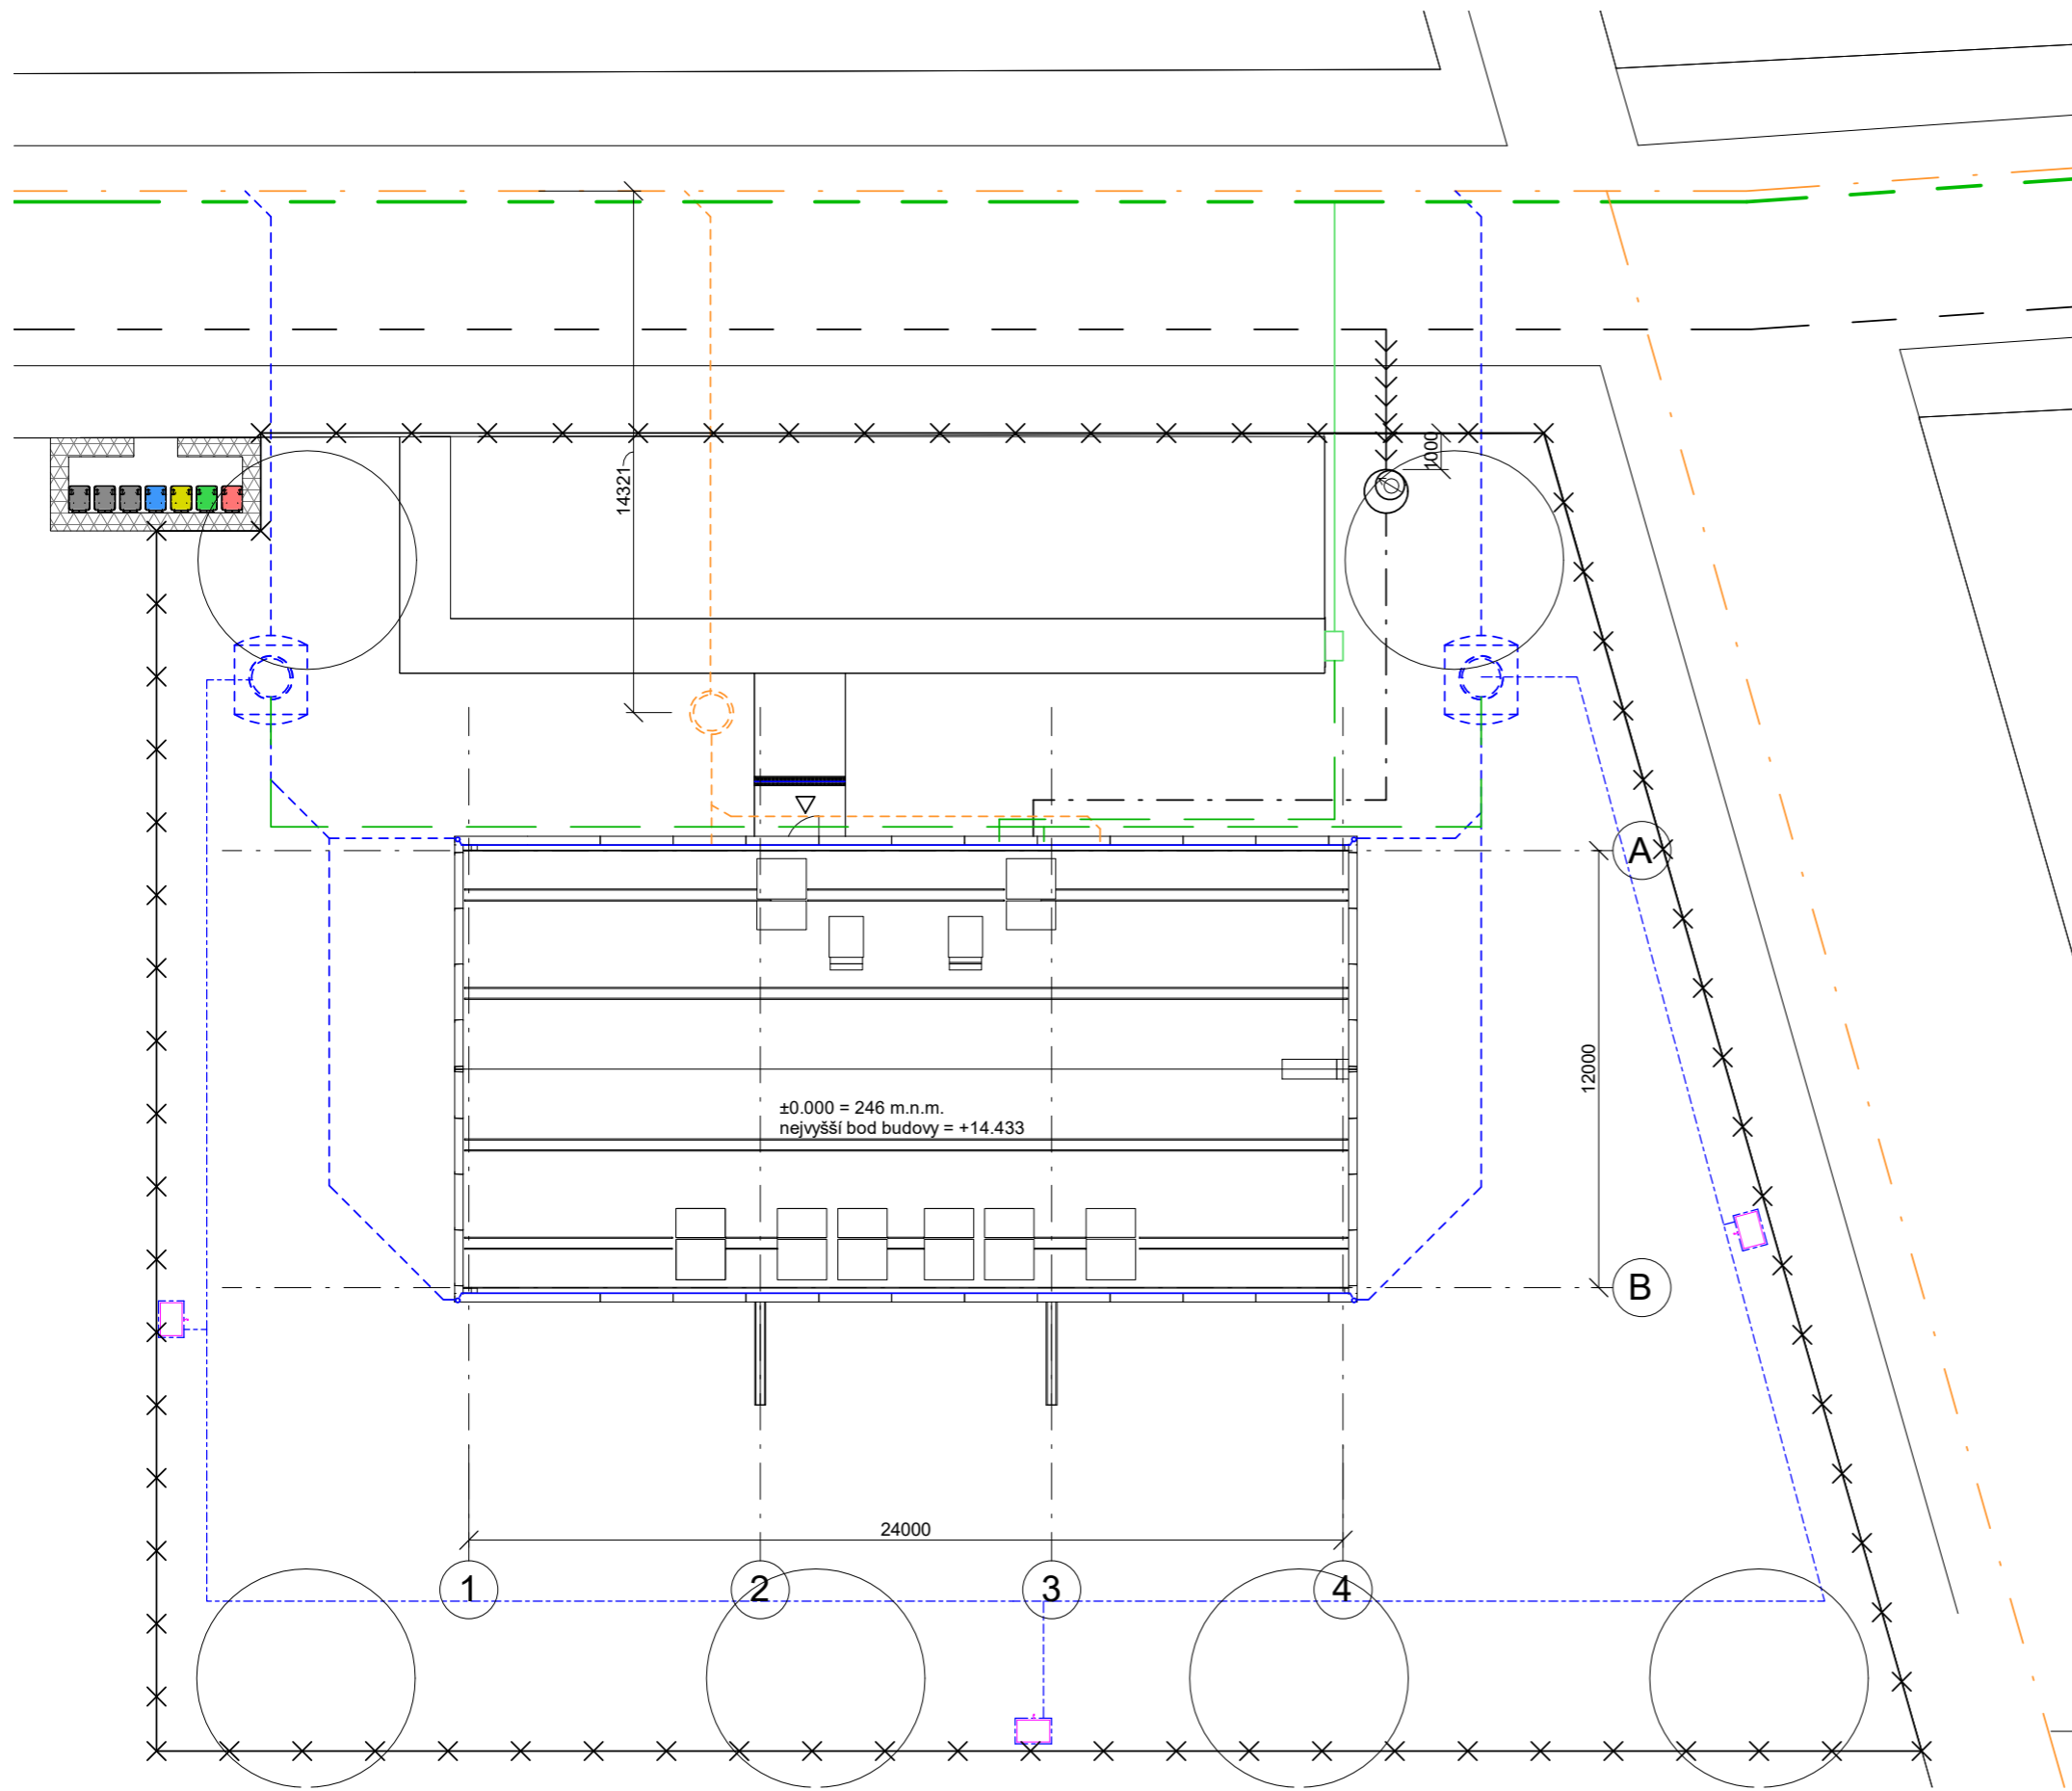 14321
1000
A
12000
±0.000 = 246 m.n.m.
nejvyšší bod budovy = +14.433
B
24000
1
2
3
4